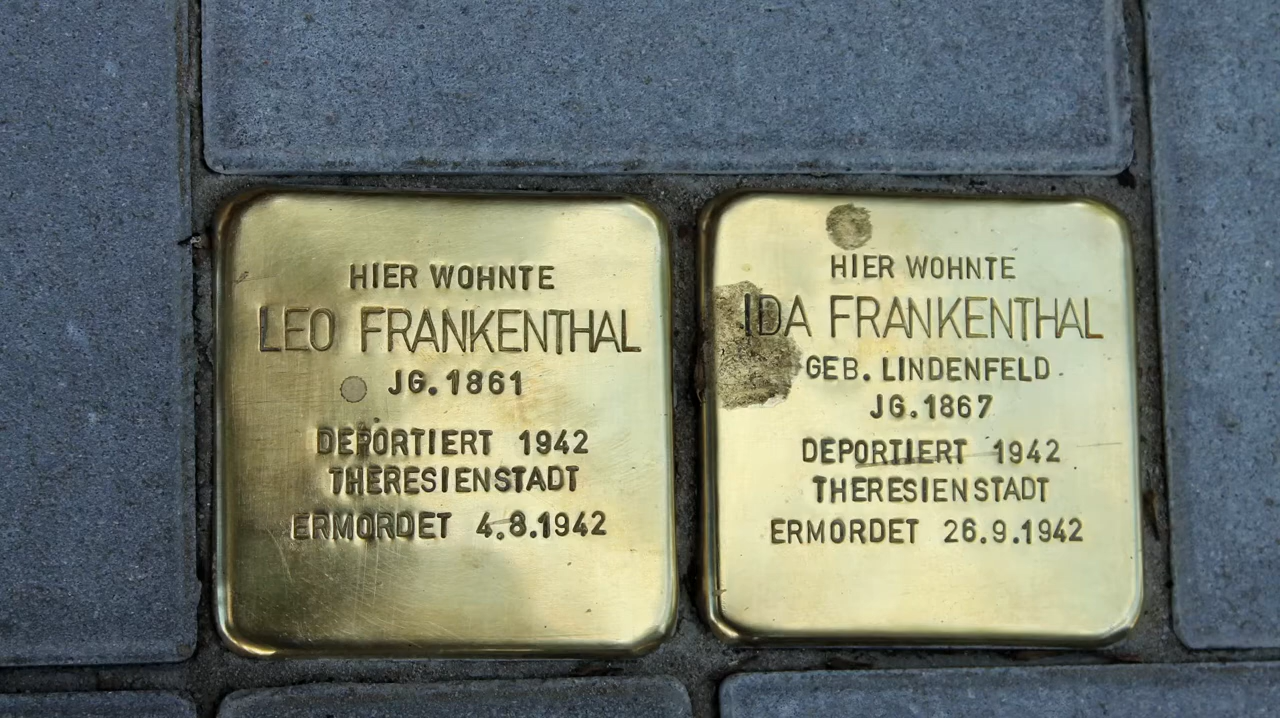 HIER WOHNTE
LEO FRANKENTHAL
JG. 1861
DEPORTIERT 1942
THERESIENSTADT
ERMORDET 4.8.1942
HIER WOHNTE
IDA FRANKENTHAL
GEB. LINDENFELD
JG. 1867
DEPORTIERT 1942
THERESIENSTADT
ERMORDET 26.9.1942